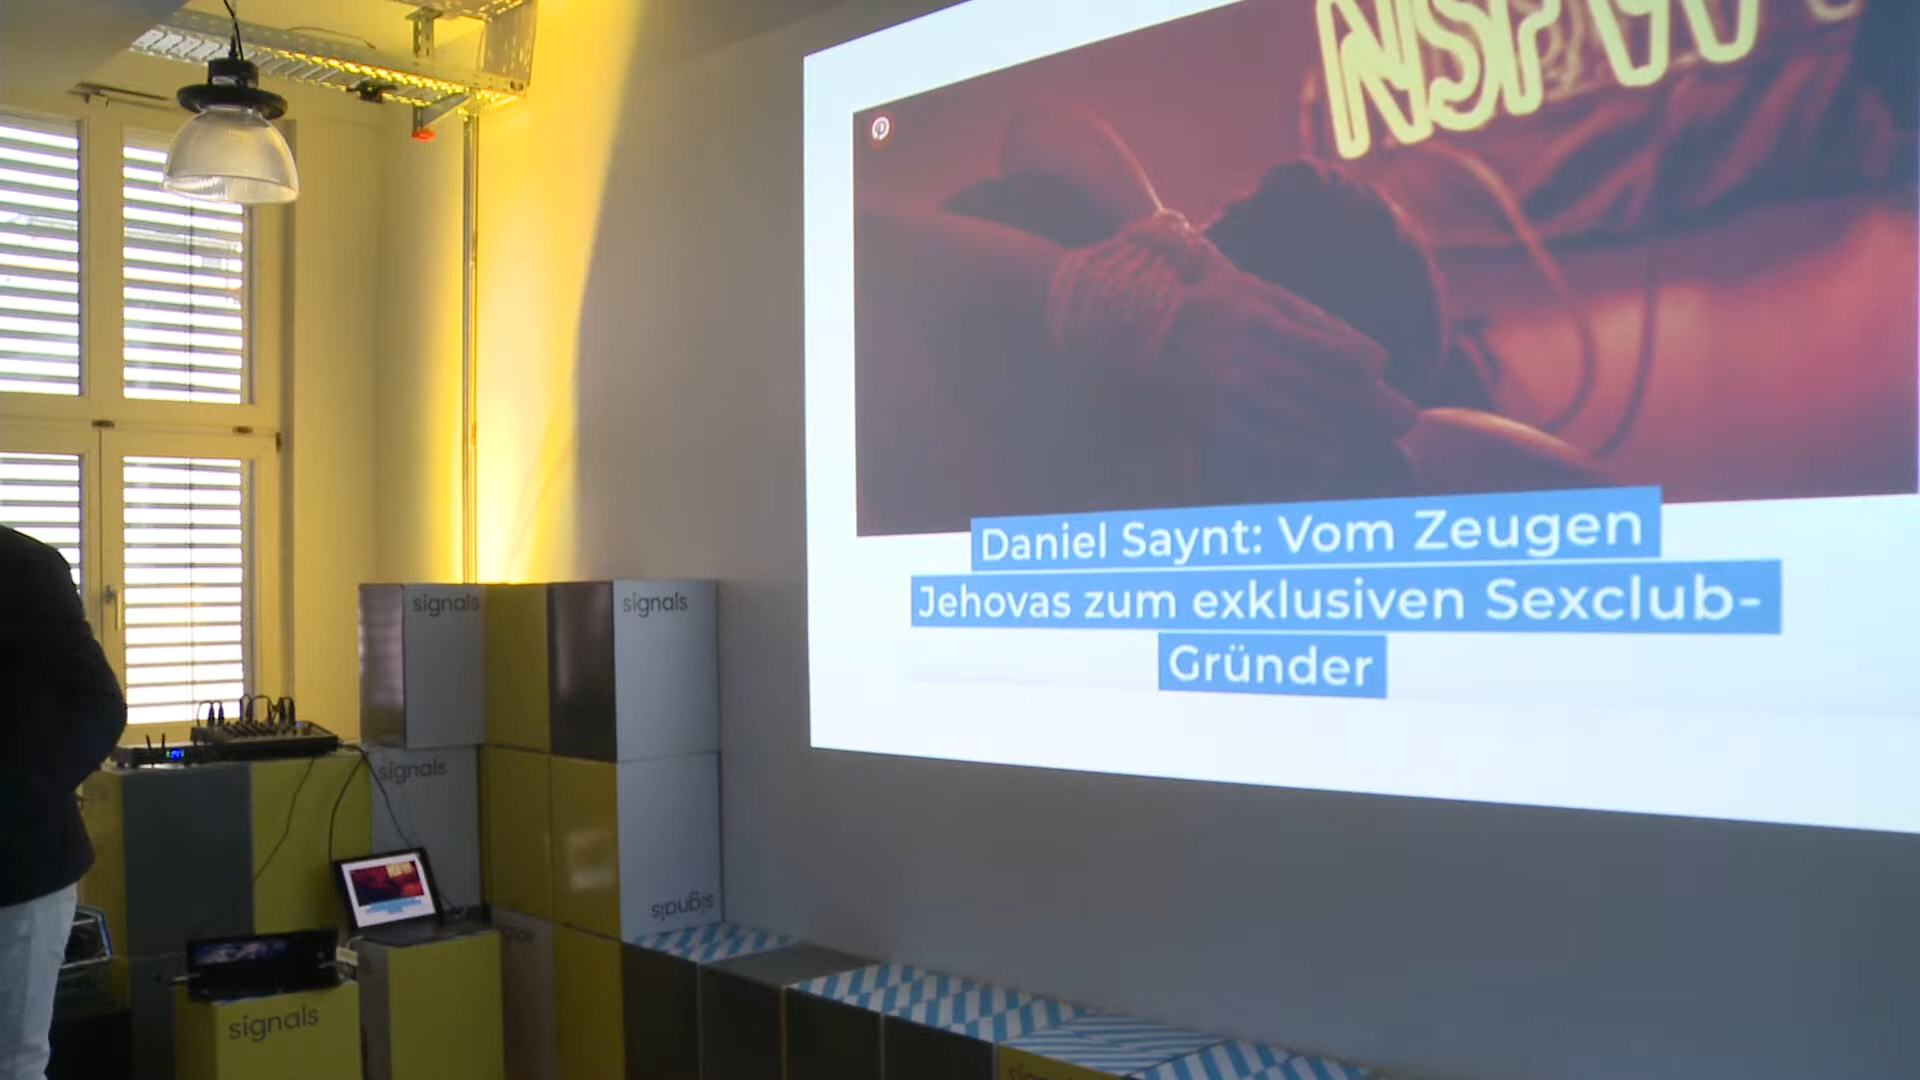 NSFW
Daniel Saynt: Vom Zeugen
Jehovas zum exklusiven Sexclub-
Gründer
signals
signals
signals
signals
signals